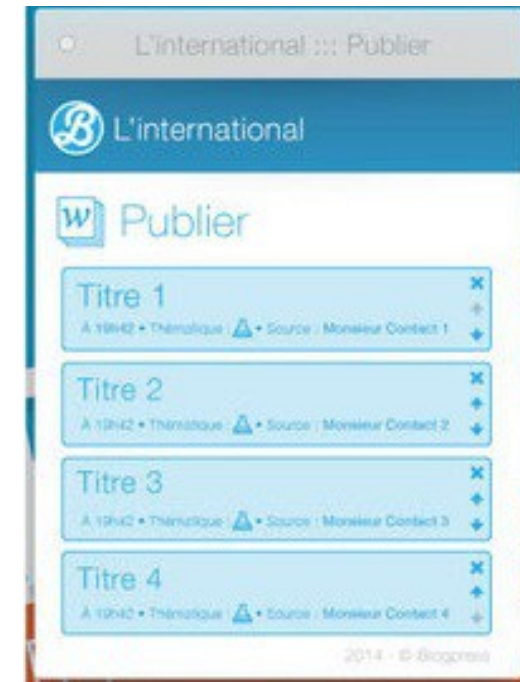 L'international ::: Publier
B L'international
W Publier
Titre 1
À 19h42 • Thématique : • Source : Monsieur Contact 1
Titre 2
À 19h42 • Thématique : • Source : Monsieur Contact 2
Titre 3
À 19h42 • Thématique : • Source : Monsieur Contact 3
Titre 4
À 19h42 • Thématique : • Source : Monsieur Contact 4
2014 - © Blogpress